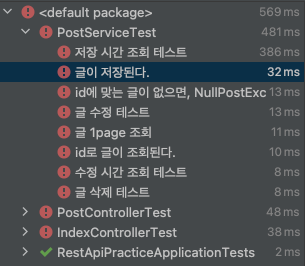 <default package> 569 ms
PostServiceTest 481 ms
저장 시간 조회 테스트 386 ms
글이 저장된다. 32 ms
id에 맞는 글이 없으면, NullPostExc 13 ms
글 수정 테스트 13 ms
글 1page 조회 11 ms
id로 글이 조회된다. 10 ms
수정 시간 조회 테스트 8 ms
글 삭제 테스트 8 ms
PostControllerTest 48 ms
IndexControllerTest 38 ms
RestApiPracticeApplicationTests 2 ms